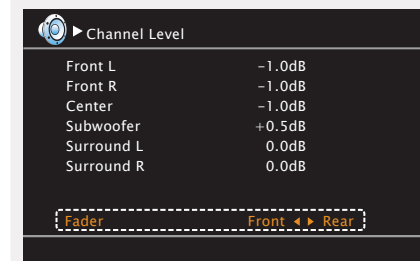 Channel Level
Front L -1.0dB
Front R -1.0dB
Center -1.0dB
Subwoofer +0.5dB
Surround L 0.0dB
Surround R 0.0dB
Fader Front ◄ ► Rear